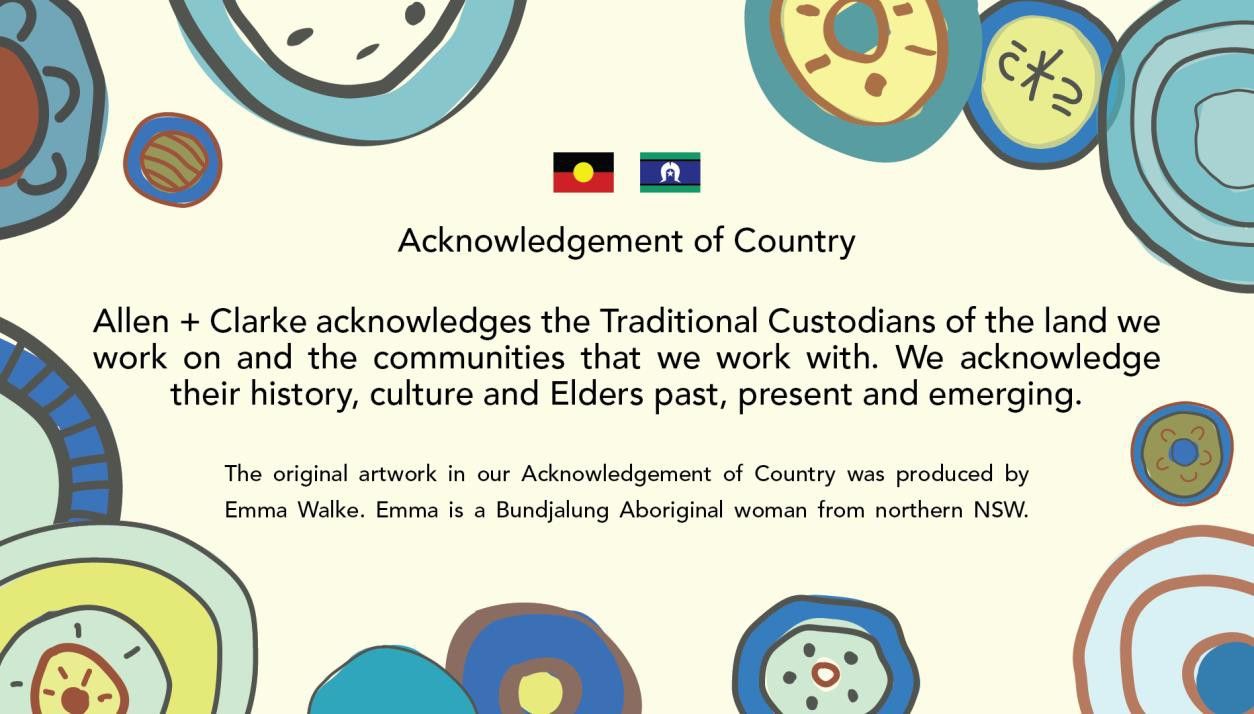 Acknowledgement of Country
Allen + Clarke acknowledges the Traditional Custodians of the land we
work on and the communities that we work with. We acknowledge
their history, culture and Elders past, present and emerging.
The original artwork in our Acknowledgement of Country was produced by
Emma Walke. Emma is a Bundjalung Aboriginal woman from northern NSW.